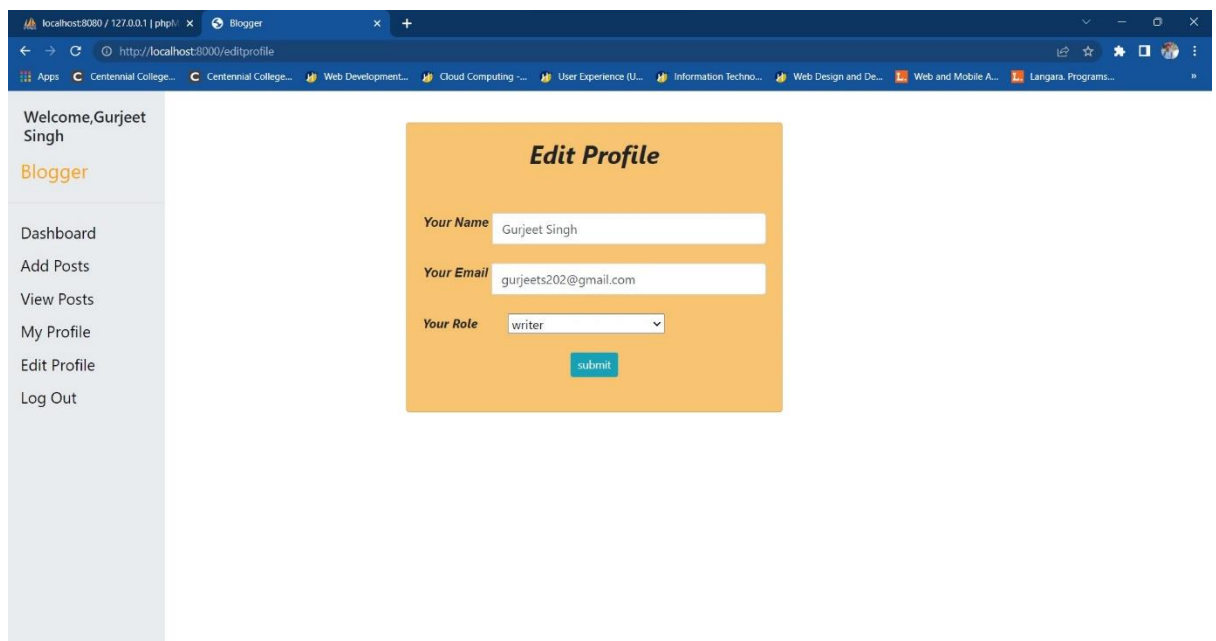 localhost:8080 / 127.0.0.1 | phpM
Blogger
http://localhost:8000/editprofile
Apps
Centennial College...
Centennial College...
Web Development...
Cloud Computing -...
User Experience (U...
Information Techno...
Web Design and De...
Web and Mobile A...
Langara. Programs...
Welcome,Gurjeet
Singh
Blogger
Dashboard
Add Posts
View Posts
My Profile
Edit Profile
Log Out
Edit Profile
Your Name Gurjeet Singh
Your Email gurjeets202@gmail.com
Your Role writer
submit